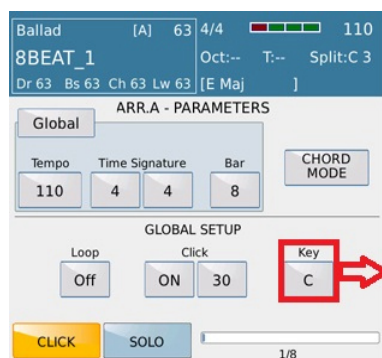 Ballad [A] 63 4/4 110
8BEAT_1 Oct:-- T:-- Split:C 3
Dr 63 Bs 63 Ch 63 Lw 63 [E Maj ]
ARR.A - PARAMETERS
Global
Tempo Time Signature Bar
CHORD
MODE
110 4 4 8
GLOBAL SETUP
Loop Click Key
Off ON 30 C
CLICK SOLO
1/8